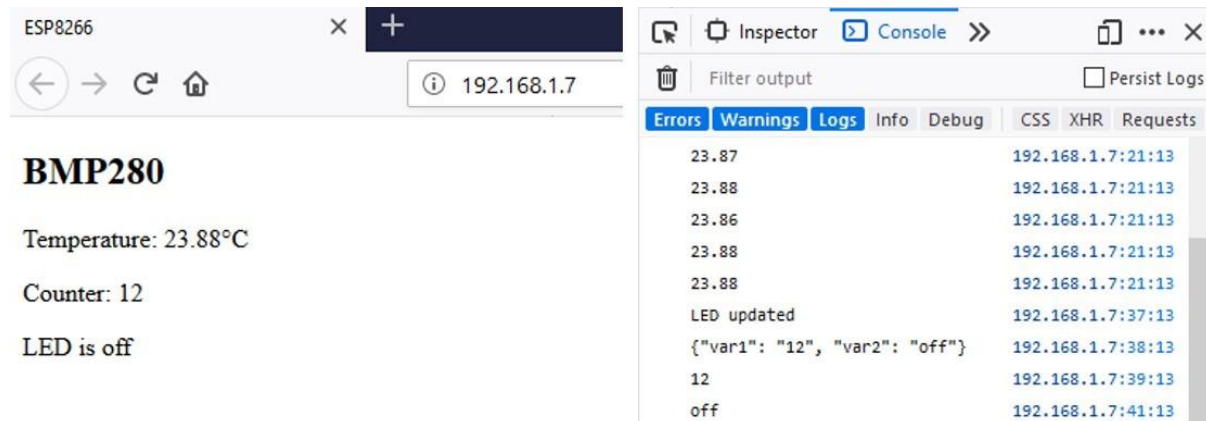 ESP8266
192.168.1.7
BMP280
Temperature: 23.88°C
Counter: 12
LED is off
Inspector Console
Filter output Persist Logs
Errors Warnings Logs Info Debug CSS XHR Requests
23.87 192.168.1.7:21:13
23.88 192.168.1.7:21:13
23.86 192.168.1.7:21:13
23.88 192.168.1.7:21:13
23.88 192.168.1.7:21:13
LED updated 192.168.1.7:37:13
{"var1": "12", "var2": "off"} 192.168.1.7:38:13
12 192.168.1.7:39:13
off 192.168.1.7:41:13